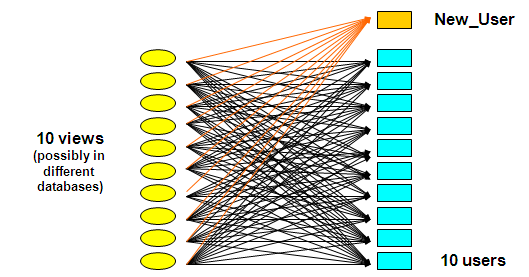 New_User
10 views
(possibly in
different
databases)
10 users